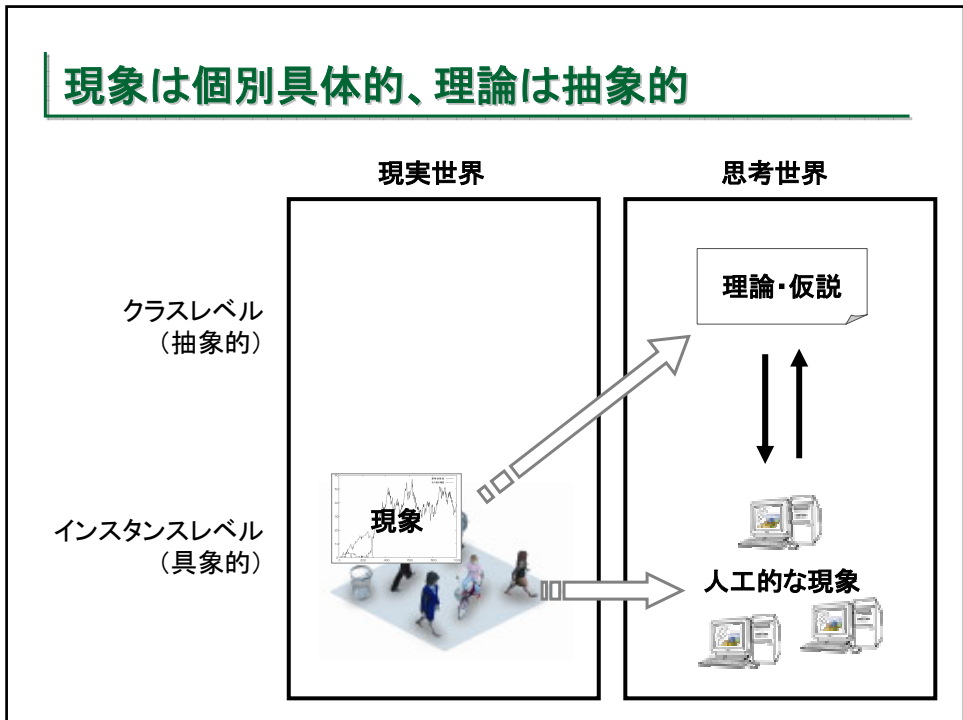 現象は個別具体的、理論は抽象的
現実世界
思考世界
クラスレベル
（抽象的）
理論・仮説
インスタンスレベル
（具象的）
現象
人工的な現象